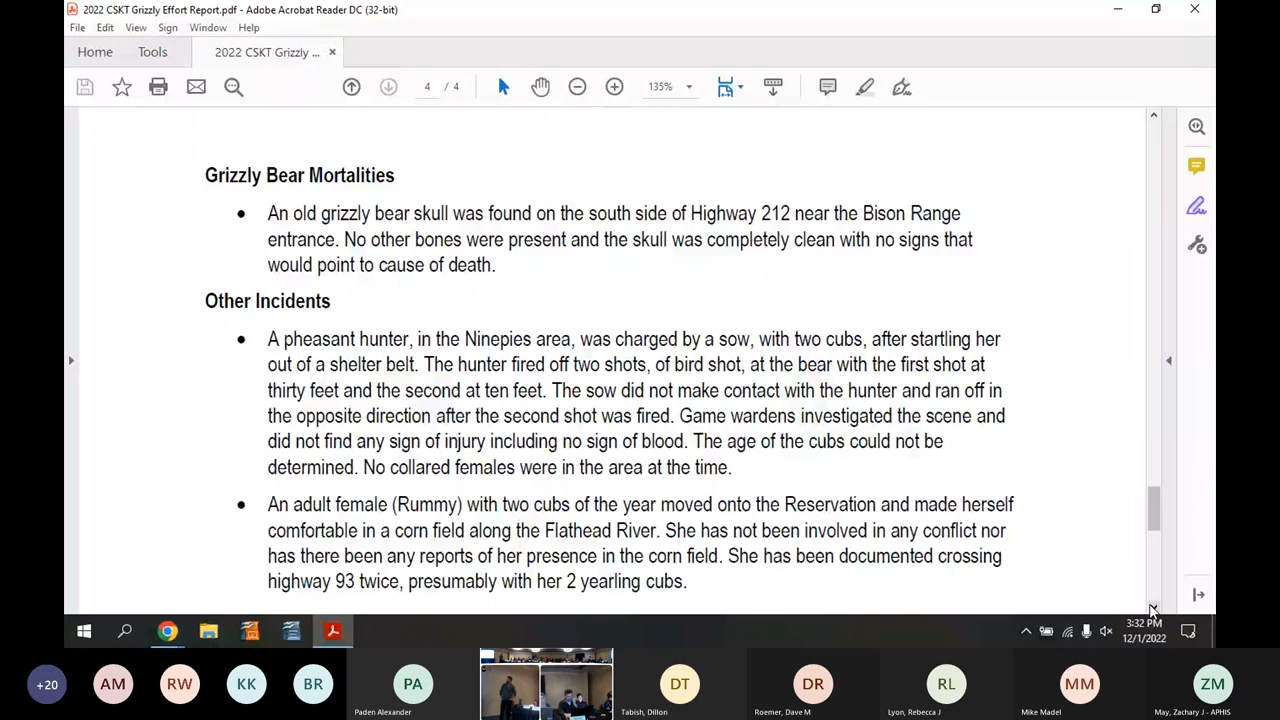 2022 CSKT Grizzly Effort Report.pdf - Adobe Acrobat Reader DC (32-bit)
File Edit View Sign Window Help
Home Tools 2022 CSKT Grizzly ... ×
4 / 4 135%
Grizzly Bear Mortalities
• An old grizzly bear skull was found on the south side of Highway 212 near the Bison Range
entrance. No other bones were present and the skull was completely clean with no signs that
would point to cause of death.
Other Incidents
• A pheasant hunter, in the Ninepies area, was charged by a sow, with two cubs, after startling her
out of a shelter belt. The hunter fired off two shots, of bird shot, at the bear with the first shot at
thirty feet and the second at ten feet. The sow did not make contact with the hunter and ran off in
the opposite direction after the second shot was fired. Game wardens investigated the scene and
did not find any sign of injury including no sign of blood. The age of the cubs could not be
determined. No collared females were in the area at the time.
• An adult female (Rummy) with two cubs of the year moved onto the Reservation and made herself
comfortable in a corn field along the Flathead River. She has not been involved in any conflict nor
has there been any reports of her presence in the corn field. She has been documented crossing
highway 93 twice, presumably with her 2 yearling cubs.
3:32 PM
12/1/2022
+20 AM RW KK BR PA DT DR RL MM ZM
Paden Alexander Tabish, Dillon Roemer, Dave M Lyon, Rebecca J Mike Madel May, Zachary J - APHIS